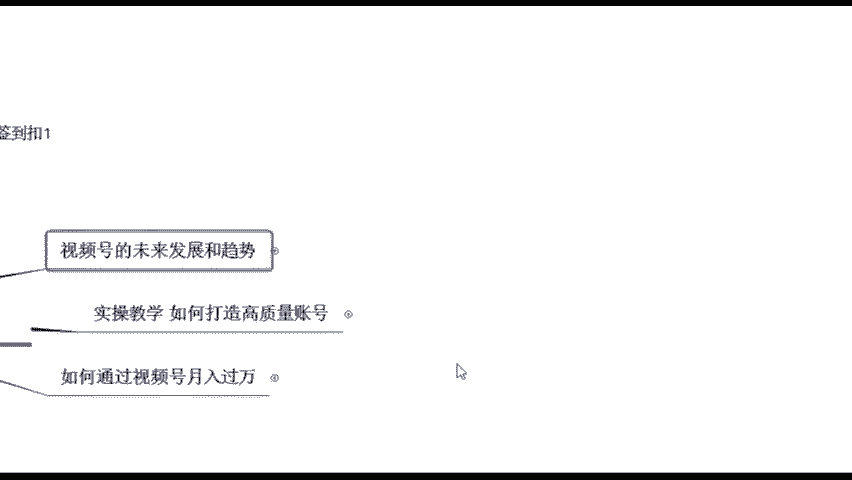 签到扣1
视频号的未来发展和趋势
实操教学 如何打造高质量账号
如何通过视频号月入过万